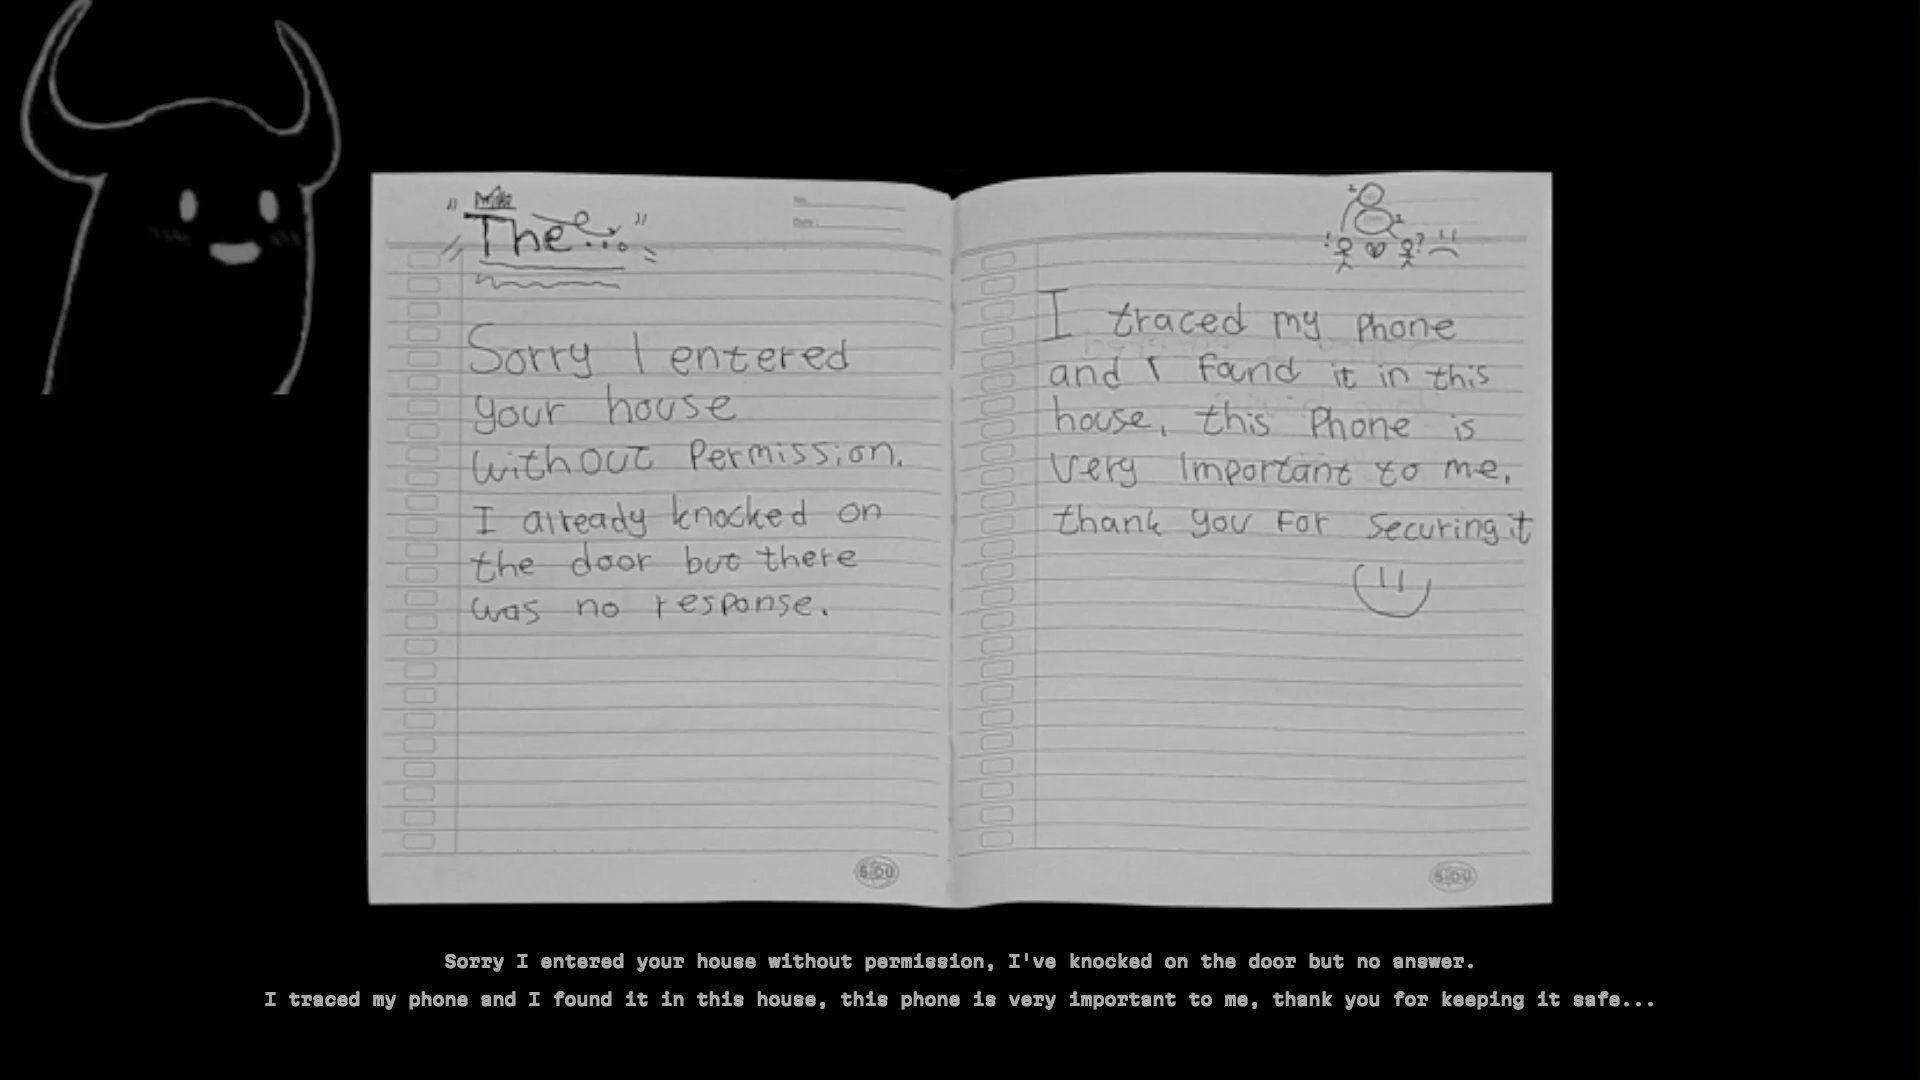 "The..."
Sorry I entered
your house
without Permission.
I already knocked on
the door but there
was no response.
I traced my Phone
and I Found it in this
house, this Phone is
very Important to me,
thank you For securing it
Sorry I entered your house without permission, I've knocked on the door but no answer.
I traced my phone and I found it in this house, this phone is very important to me, thank you for keeping it safe...